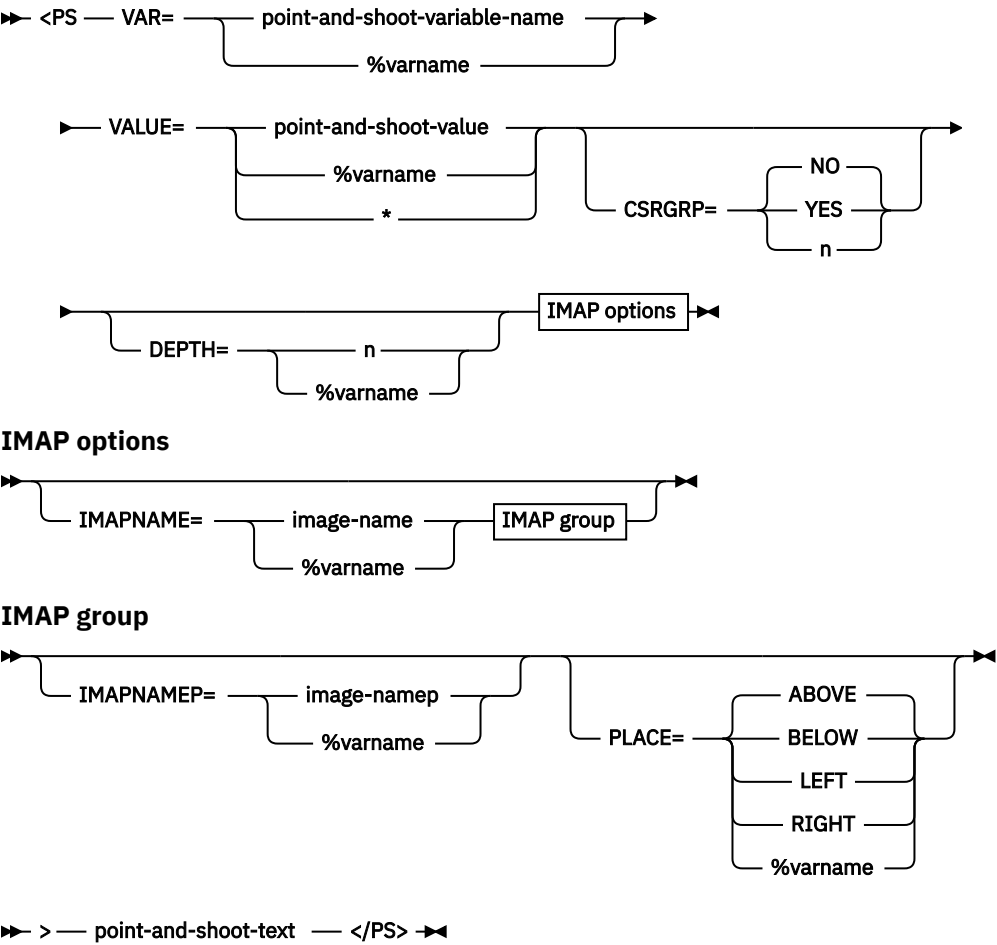 <PS VAR= point-and-shoot-variable-name
%varname
VALUE= point-and-shoot-value
%varname
*
CSRGRP= NO
YES
n
DEPTH= n
%varname
IMAP options
IMAP options
IMAPNAME= image-name IMAP group
%varname
IMAP group
IMAPNAMEP= image-namep
%varname
PLACE= ABOVE
BELOW
LEFT
RIGHT
%varname
> point-and-shoot-text </PS>